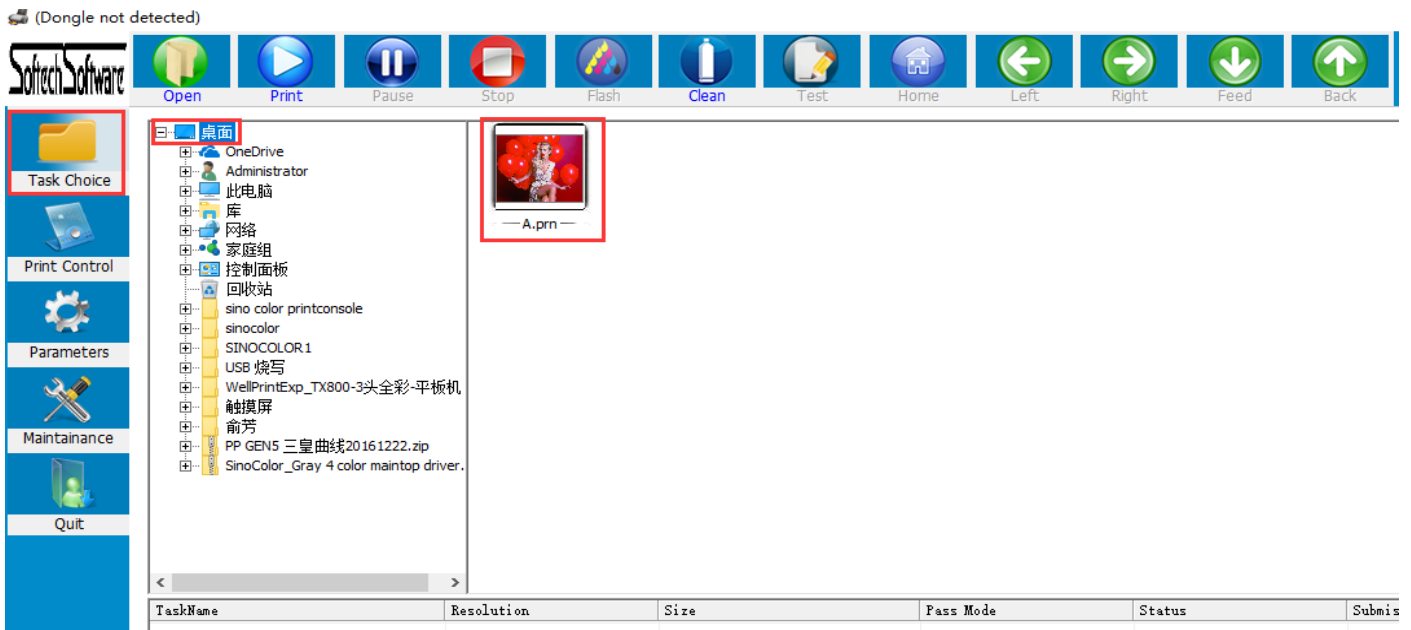 (Dongle not detected)
Softech Software
Open Print Pause Stop Flash Clean Test Home Left Right Feed Back
Task Choice
Print Control
Parameters
Maintainance
Quit
桌面
OneDrive
Administrator
此电脑
库
网络
家庭组
控制面板
回收站
sino color printconsole
sinocolor
SINOCOLOR1
USB 烧写
WellPrintExp_TX800-3头全彩-平板机
触摸屏
俞芳
PP GEN5 三皇曲线20161222.zip
SinoColor_Gray 4 color maintop driver.
A.prn
TaskName Resolution Size Pass Mode Status Submis